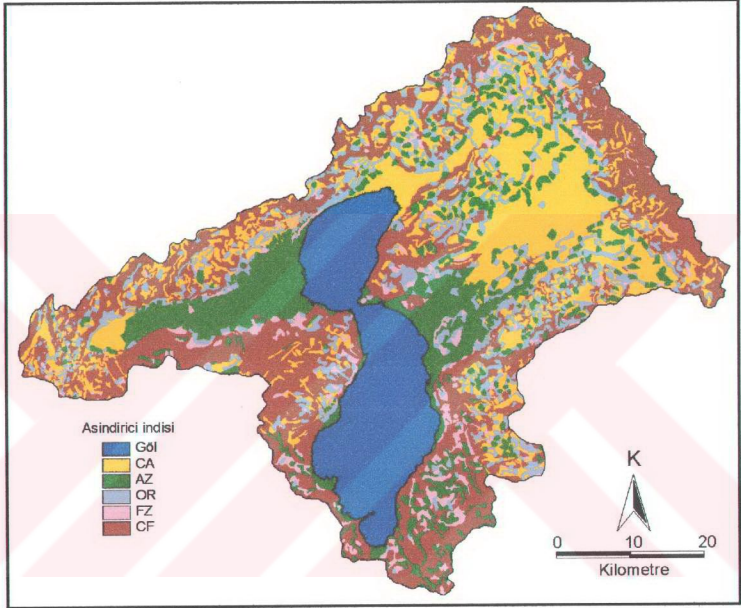 Asindirici indisi
Göl
CA
AZ
OR
FZ
CF
K
0 10 20
Kilometre